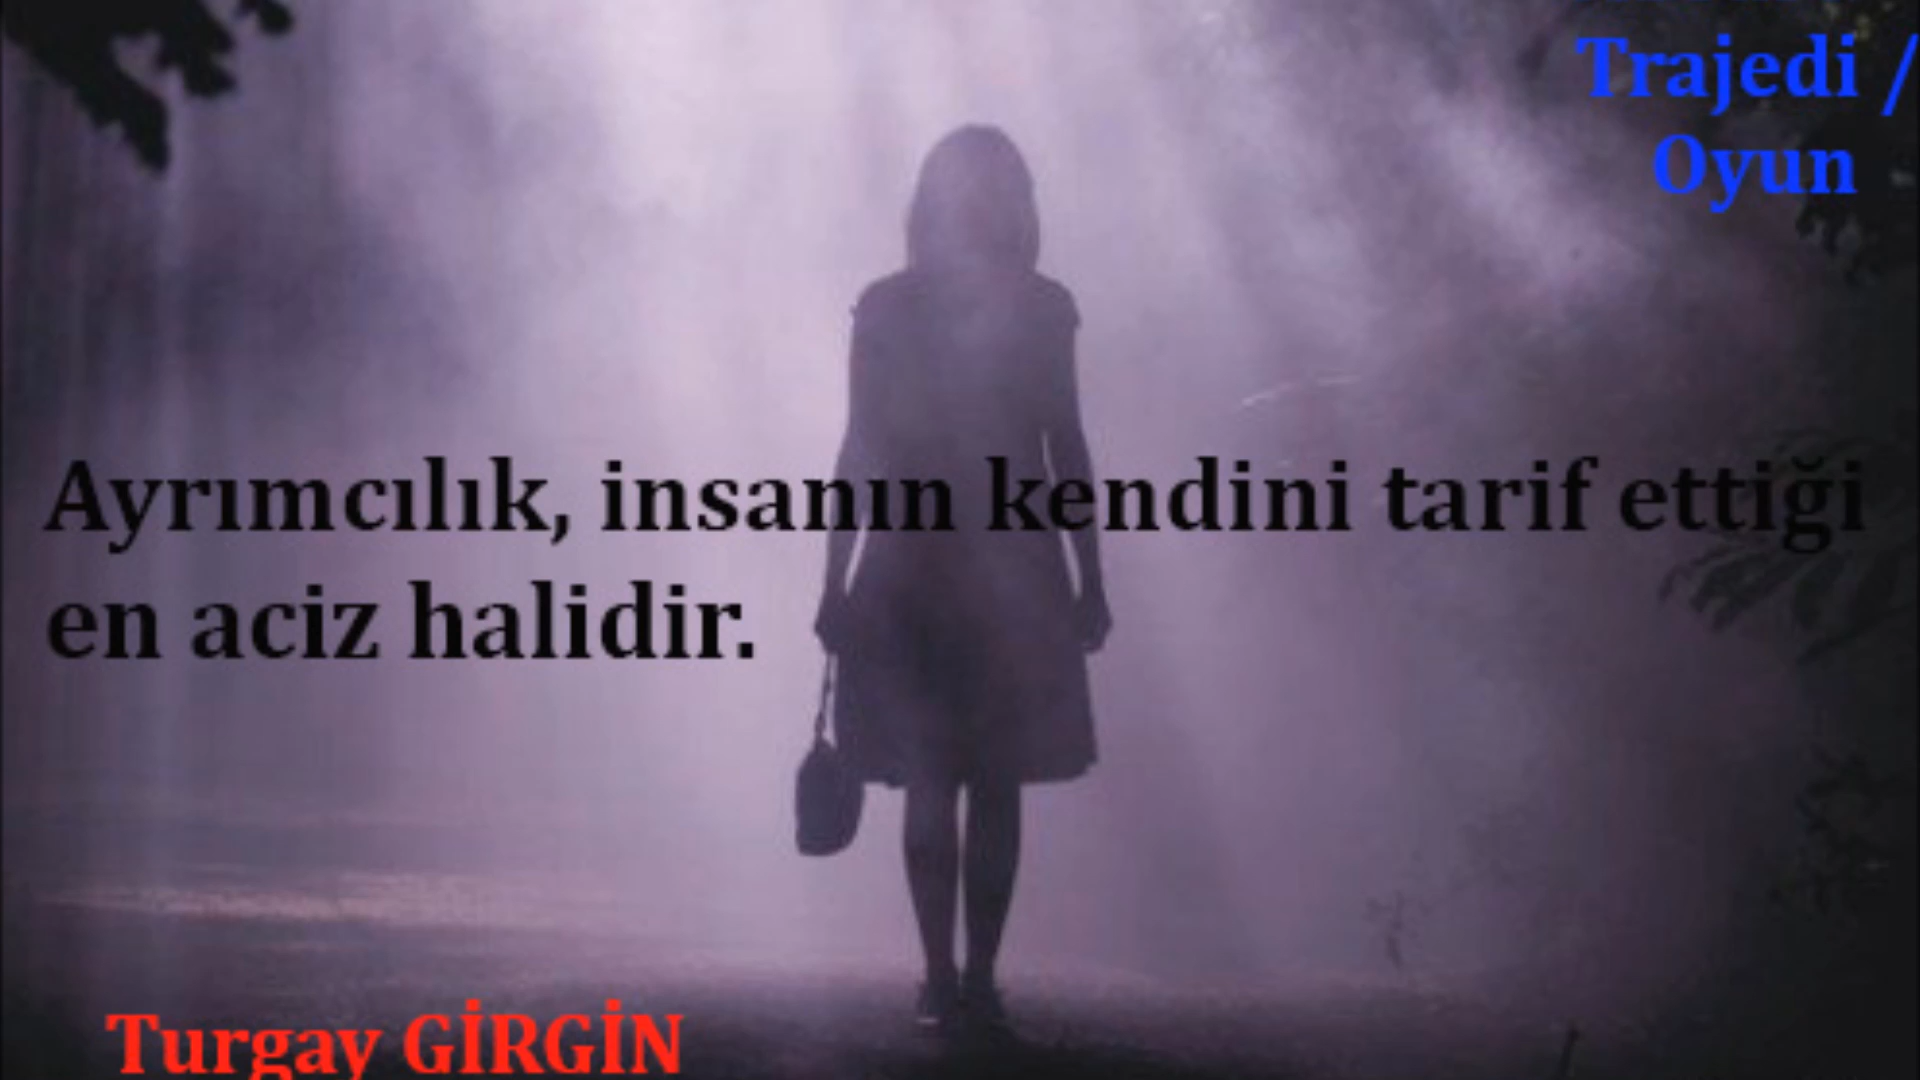 Trajedi /
Oyun
Ayrımcılık, insanın kendini tarif ettiği
en aciz halidir.
Turgay GİRGİN